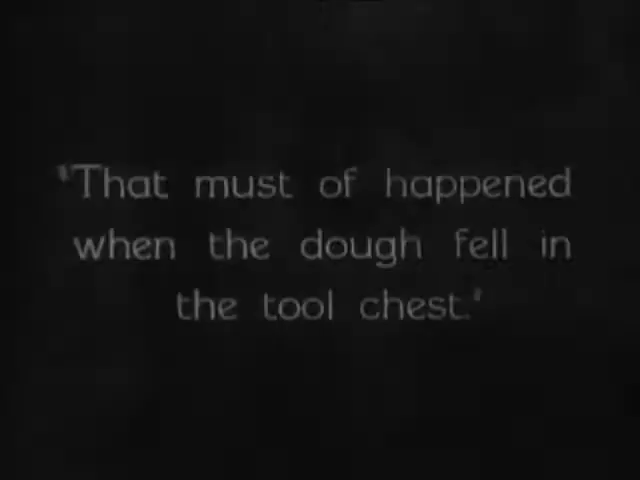 "That must of happened
when the dough fell in
the tool chest."